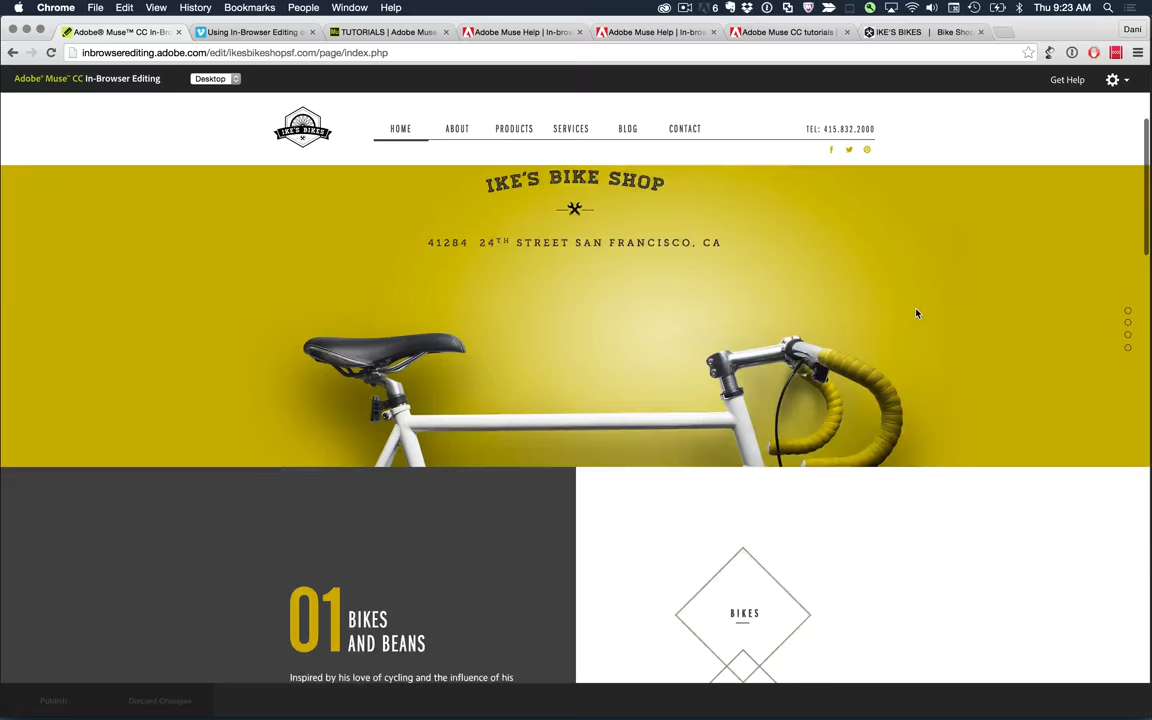 Chrome File Edit View History Bookmarks People Window Help 6 Thu 9:23 AM
Adobe® Muse™ CC In-Br × Using In-Browser Editing o × TUTORIALS | Adobe Muse × Adobe Muse Help | In-brow × Adobe Muse Help | In-brow × Adobe Muse CC tutorials | × IKE'S BIKES | Bike Shop × Dani
inbrowserediting.adobe.com/edit/ikesbikeshopsf.com/page/index.php
Adobe® Muse™ CC In-Browser Editing Desktop Get Help
IKE'S BIKES
HOME ABOUT PRODUCTS SERVICES BLOG CONTACT TEL: 415.832.2000
IKE'S BIKE SHOP
41284 24TH STREET SAN FRANCISCO, CA
01 BIKES
AND BEANS
BIKES
Inspired by his love of cycling and the influence of his
Publish Discard Changes